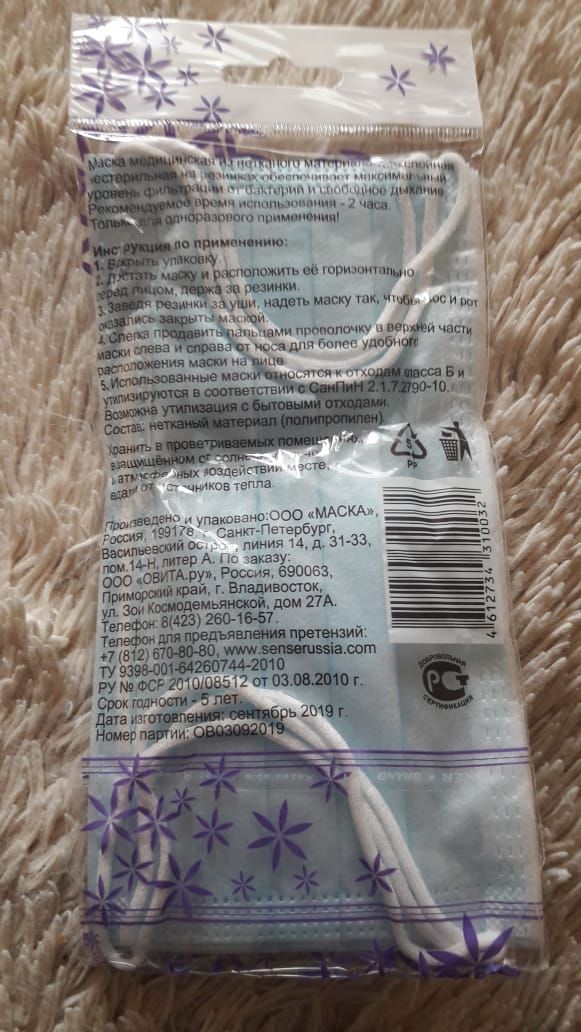 Маска медицинская из нетканого материала
нестерильная на резинках обеспечивает максимальный
уровень фильтрации от бактерий и свободное дыхание.
Рекомендуемое время использования - 2 часа.
Только для одноразового применения!
Инструкция по применению:
1. Вскрыть упаковку.
2. Достать маску и расположить её горизонтально
перед лицом, держа за резинки.
3. Заведя резинки за уши, надеть маску так, чтобы нос и рот
оказались закрыты маской.
4. Слегка продавить пальцами проволочку в верхней части
маски слева и справа от носа для более удобного
расположения маски на лице
5. Использованные маски относятся к отходам класса Б и
утилизируются в соответствии с СанПиН 2.1.7.2790-10.
Возможна утилизация с бытовыми отходами.
Состав: нетканый материал (полипропилен)
Хранить в проветриваемых помещениях,
в защищённом от
и атмосферных воздействий месте,
вдали от источников тепла.
5
PP
Произведено и упаковано:ООО «МАСКА»,
Россия, 199178, г. Санкт-Петербург,
Васильевский остров, линия 14, д. 31-33,
пом.14-Н, литер А. По заказу:
ООО «ОВИТА.ру», Россия, 690063,
Приморский край, г. Владивосток,
ул. Зои Космодемьянской, дом 27А.
Телефон: 8(423) 260-16-57.
Телефон для предъявления претензий:
+7 (812) 670-80-80, www.senserussia.com
ТУ 9398-001-64260744-2010
РУ № ФСР 2010/08512 от 03.08.2010 г.
Срок годности - 5 лет.
Дата изготовления: сентябрь 2019 г.
Номер партии: ОВ03092019
4 612734 310032
ДОБРОВОЛЬНАЯ
РСТ
СЕРТИФИКАЦИЯ
BRAND